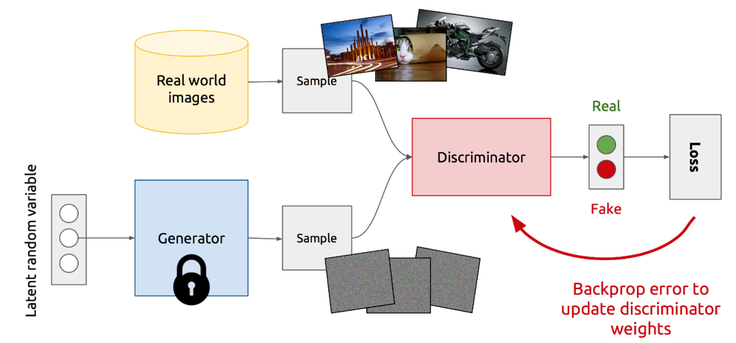 Real world
images
Sample
Discriminator
Real
Fake
Loss
Latent random variable
Generator
Sample
Backprop error to
update discriminator
weights